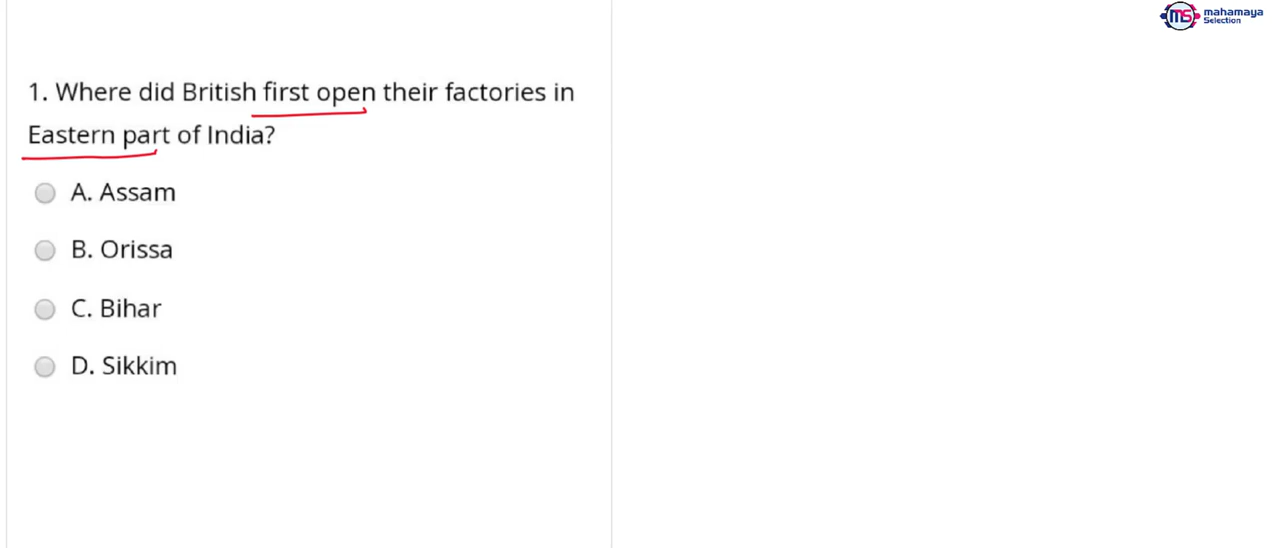 mahamaya
Selection
1. Where did British first open their factories in
Eastern part of India?
A. Assam
B. Orissa
C. Bihar
D. Sikkim